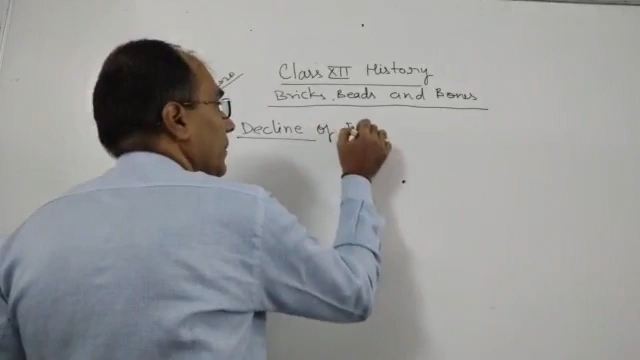 Class XII History
Bricks, Beads and Bones
Decline of